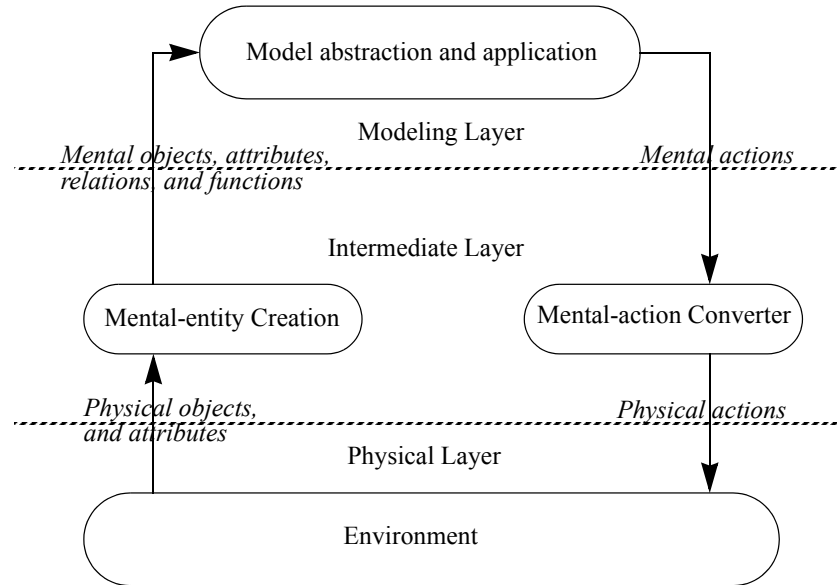 Model abstraction and application
Modeling Layer
Mental objects, attributes,
relations, and functions
Mental actions
Intermediate Layer
Mental-entity Creation
Mental-action Converter
Physical objects,
and attributes
Physical actions
Physical Layer
Environment